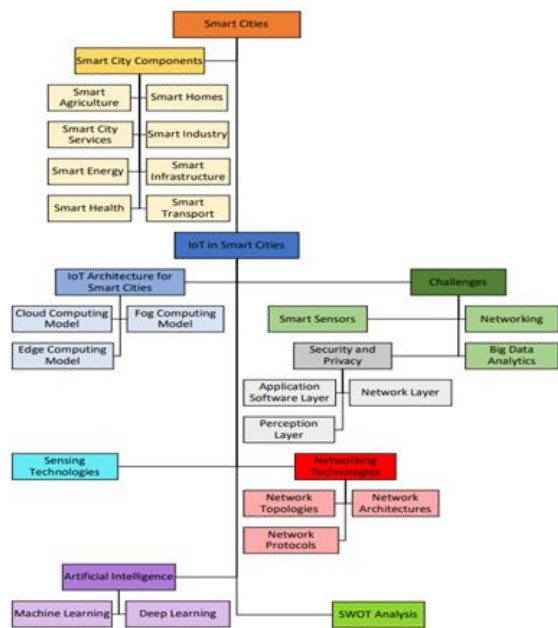 Smart Cities
Smart City Components
Smart
Agriculture
Smart Homes
Smart City
Services
Smart Industry
Smart Energy
Smart
Infrastructure
Smart Health
Smart
Transport
IoT in Smart Cities
IoT Architecture for
Smart Cities
Challenges
Cloud Computing
Model
Fog Computing
Model
Smart Sensors
Networking
Edge Computing
Model
Security and
Privacy
Big Data
Analytics
Application
Software Layer
Network Layer
Perception
Layer
Sensing
Technologies
Networking
Technologies
Network
Topologies
Network
Architectures
Network
Protocols
Artificial Intelligence
Machine Learning
Deep Learning
SWOT Analysis